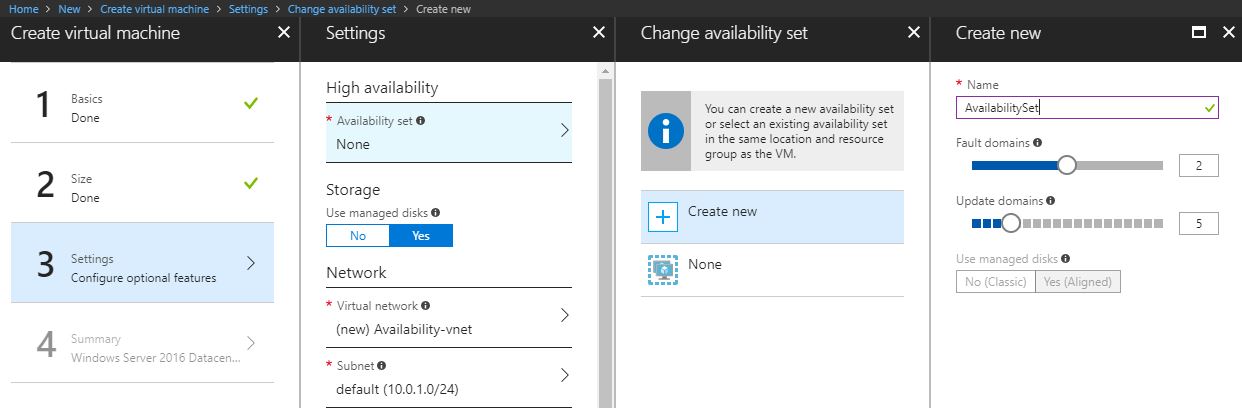 Home > New > Create virtual machine > Settings > Change availability set > Create new
Create virtual machine
1
Basics
Done
2
Size
Done
3
Settings
Configure optional features
4
Summary
Windows Server 2016 Datacen...
Settings
High availability
* Availability set
None
Storage
Use managed disks
No Yes
Network
* Virtual network
(new) Availability-vnet
* Subnet
default (10.0.1.0/24)
Change availability set
You can create a new availability set
or select an existing availability set
in the same location and resource
group as the VM.
Create new
None
Create new
* Name
AvailabilitySet
Fault domains
2
Update domains
5
Use managed disks
No (Classic) Yes (Aligned)